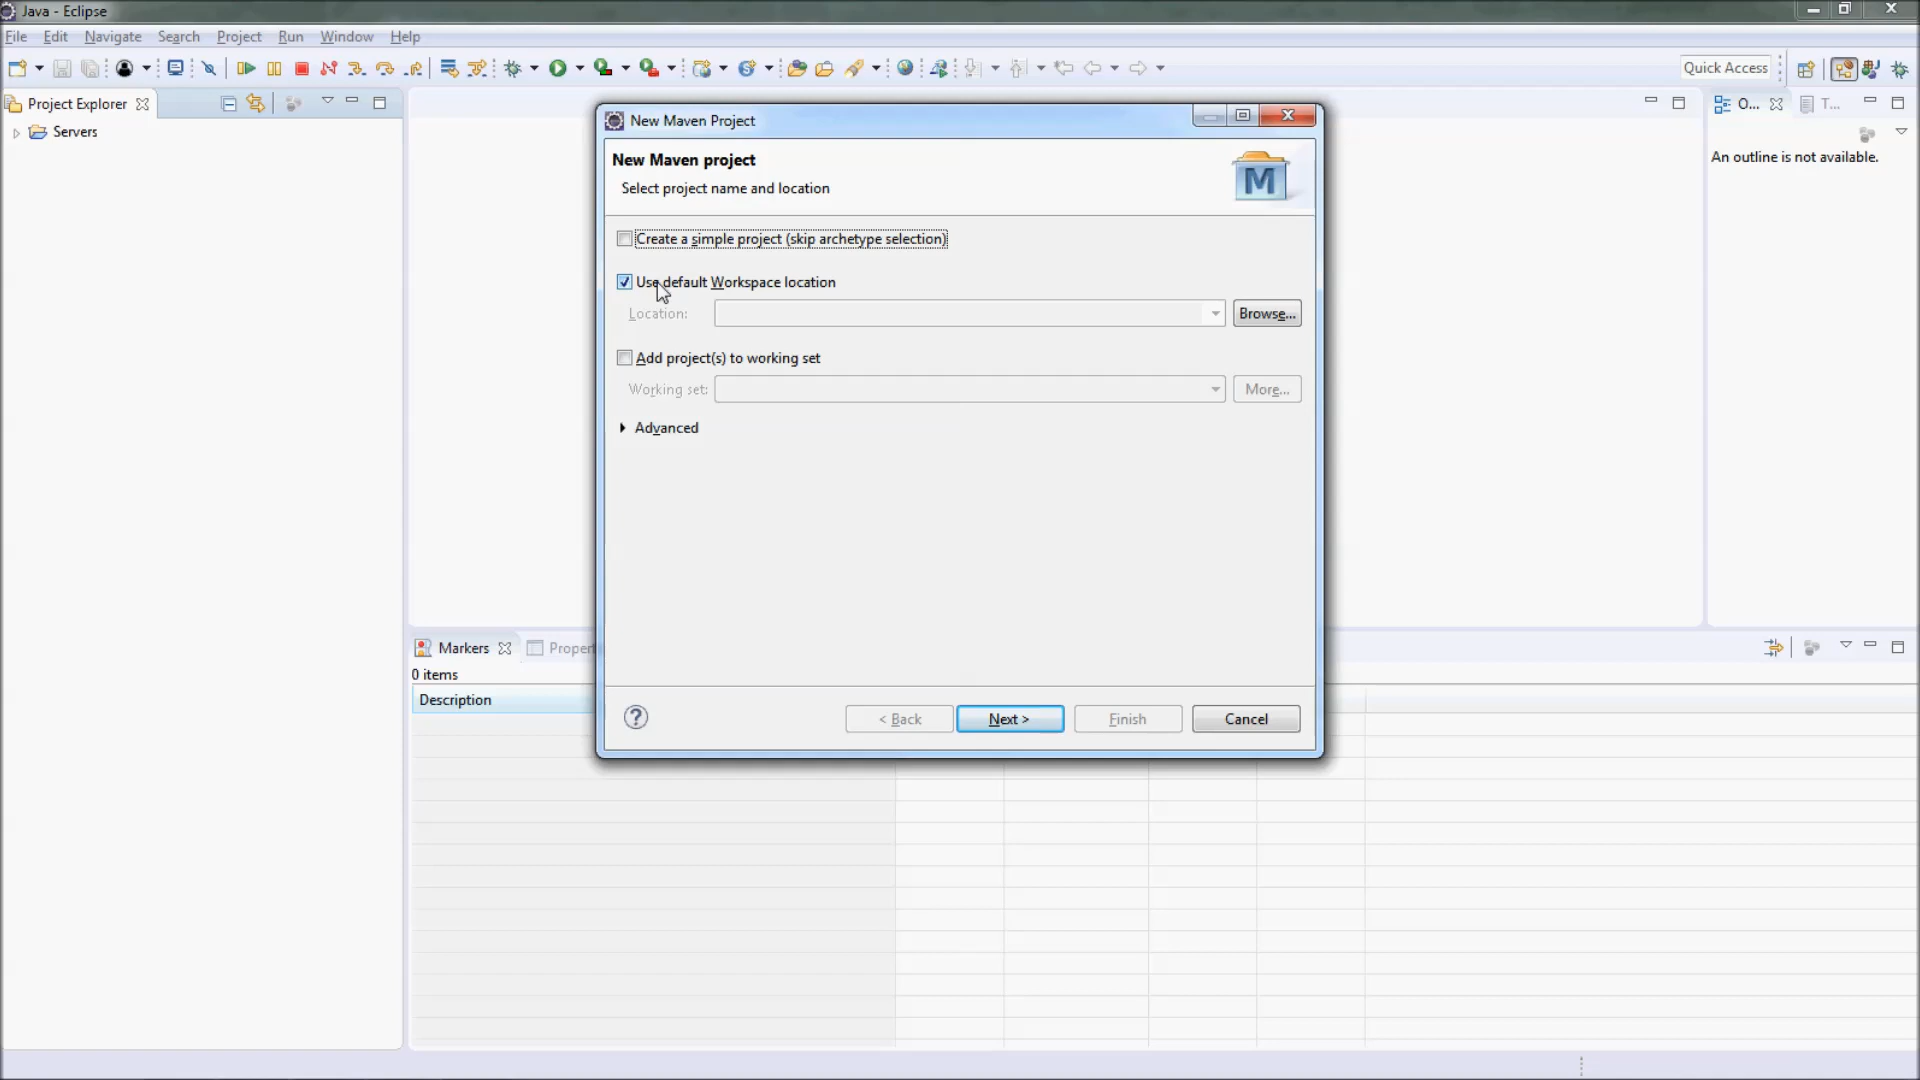 Java - Eclipse
File Edit Navigate Search Project Run Window Help
Quick Access
Project Explorer
Servers
O...
T...
An outline is not available.
New Maven Project
New Maven project
Select project name and location
M
Create a simple project (skip archetype selection)
Use default Workspace location
Location:
Browse...
Add project(s) to working set
Working set:
More...
Advanced
? < Back Next > Finish Cancel
Markers Propert
0 items
Description